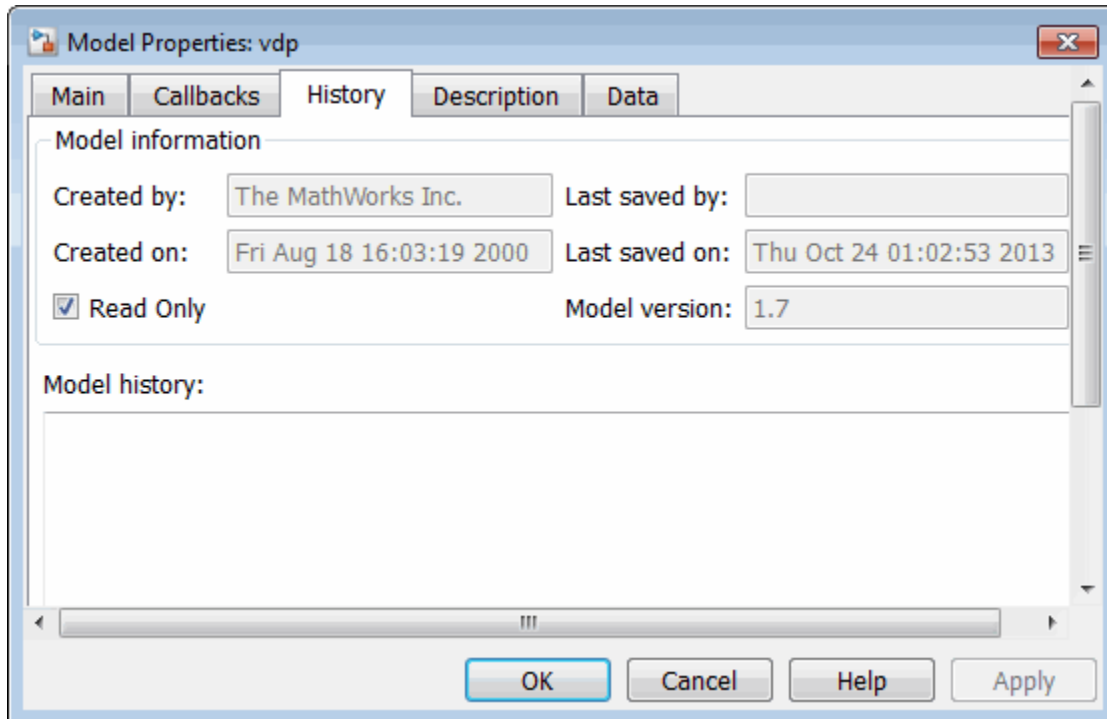 Model Properties: vdp
Main Callbacks History Description Data
Model information
Created by: The MathWorks Inc. Last saved by:
Created on: Fri Aug 18 16:03:19 2000 Last saved on: Thu Oct 24 01:02:53 2013
Read Only Model version: 1.7
Model history:
OK Cancel Help Apply